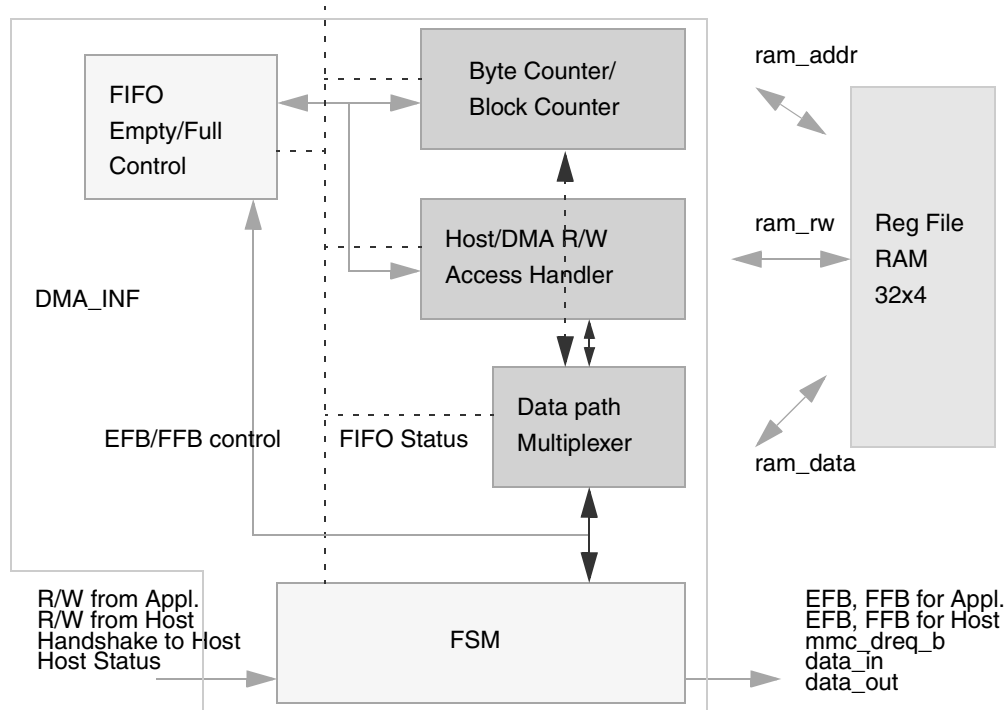 Byte Counter/
Block Counter
ram_addr
FIFO
Empty/Full
Control
Host/DMA R/W
Access Handler
ram_rw
Reg File
RAM
32x4
DMA_INF
Data path
Multiplexer
EFB/FFB control
FIFO Status
ram_data
R/W from Appl.
R/W from Host
Handshake to Host
Host Status
FSM
EFB, FFB for Appl.
EFB, FFB for Host
mmc_dreq_b
data_in
data_out